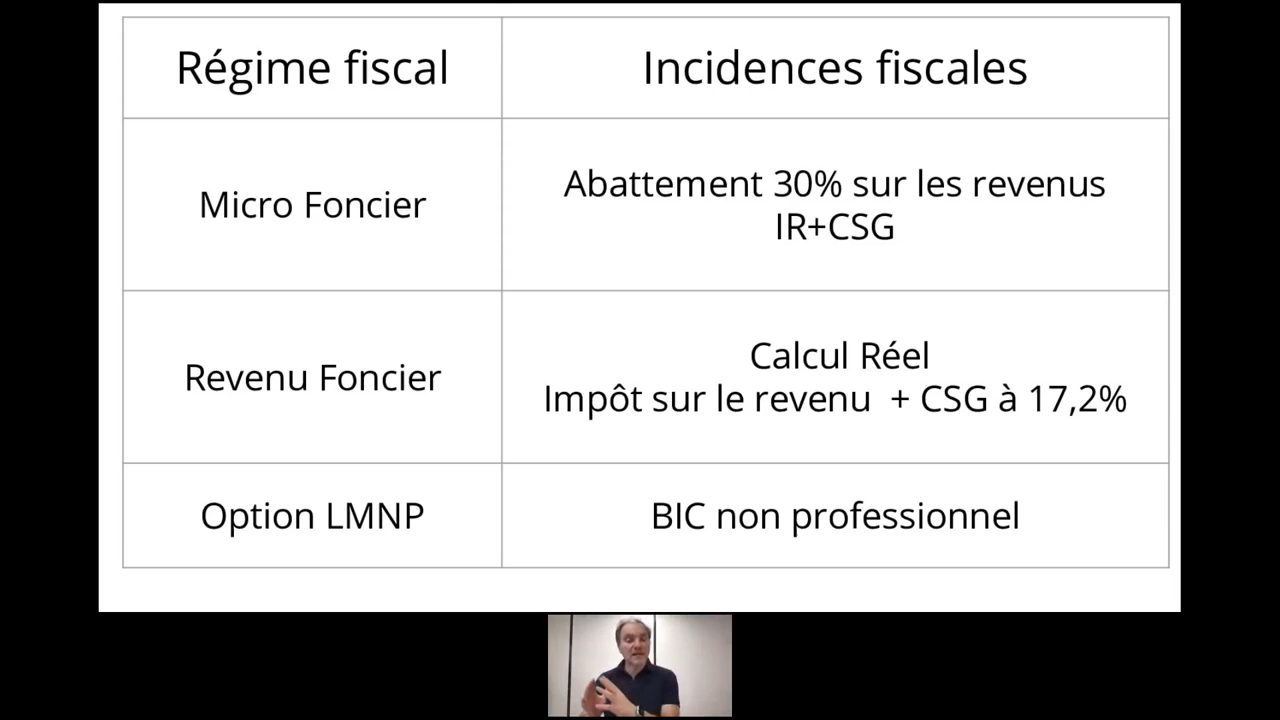 Régime fiscal
Incidences fiscales
Micro Foncier
Abattement 30% sur les revenus
IR+CSG
Revenu Foncier
Calcul Réel
Impôt sur le revenu + CSG à 17,2%
Option LMNP
BIC non professionnel